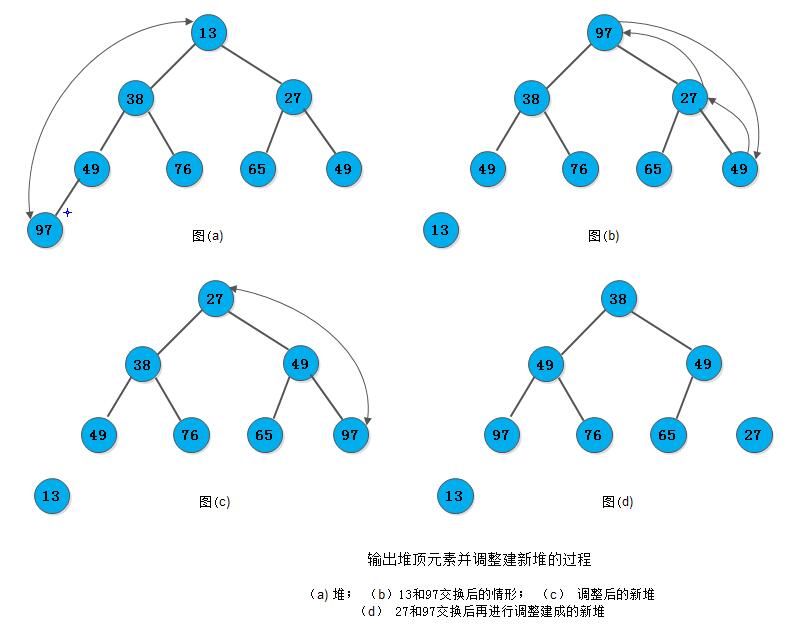 13
38 27
49 76 65 49
97
图(a)
97
38 27
49 76 65 49
13
图(b)
27
38 49
49 76 65 97
13
图(c)
38
49 49
97 76 65 27
13
图(d)
输出堆顶元素并调整建新堆的过程
(a) 堆； （b）13和97交换后的情形； （c） 调整后的新堆
（d） 27和97交换后再进行调整建成的新堆